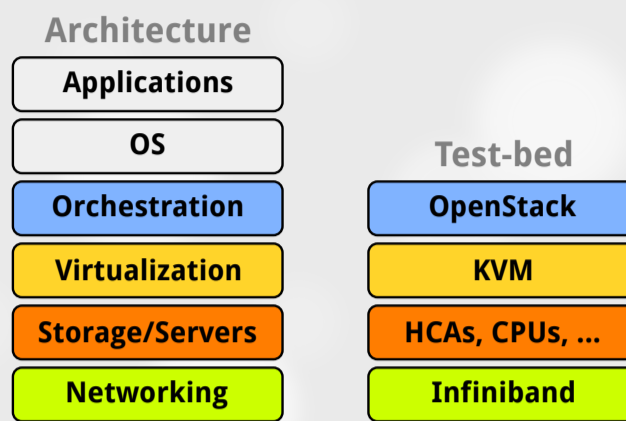 Architecture
Applications
OS
Orchestration
Virtualization
Storage/Servers
Networking
Test-bed
OpenStack
KVM
HCAs, CPUs, ...
Infiniband